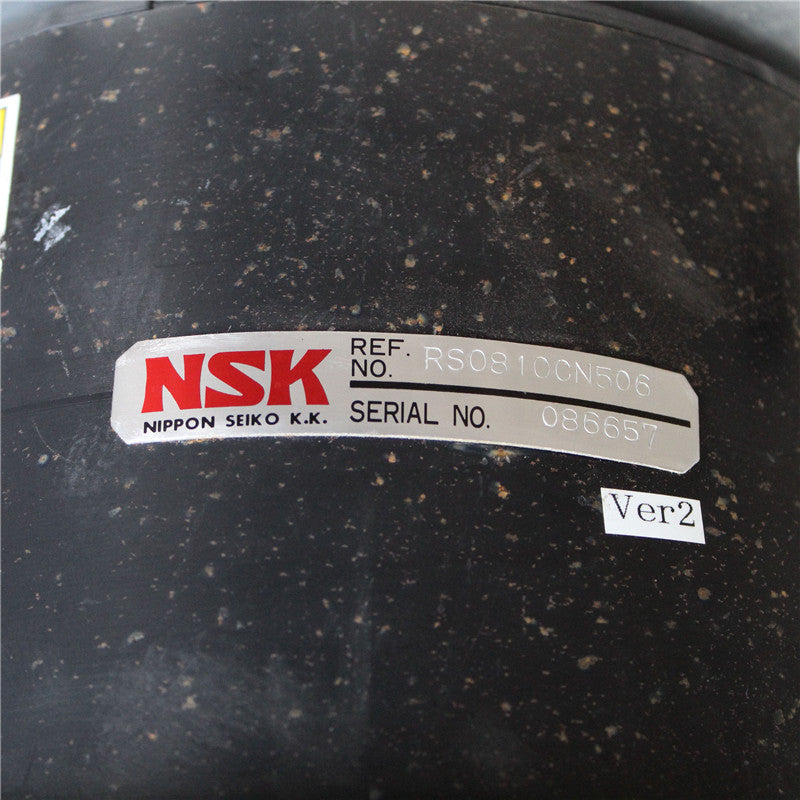 NSK
NIPPON SEIKO K.K.
REF. NO. RS0810CN506
SERIAL NO. 086657
Ver2